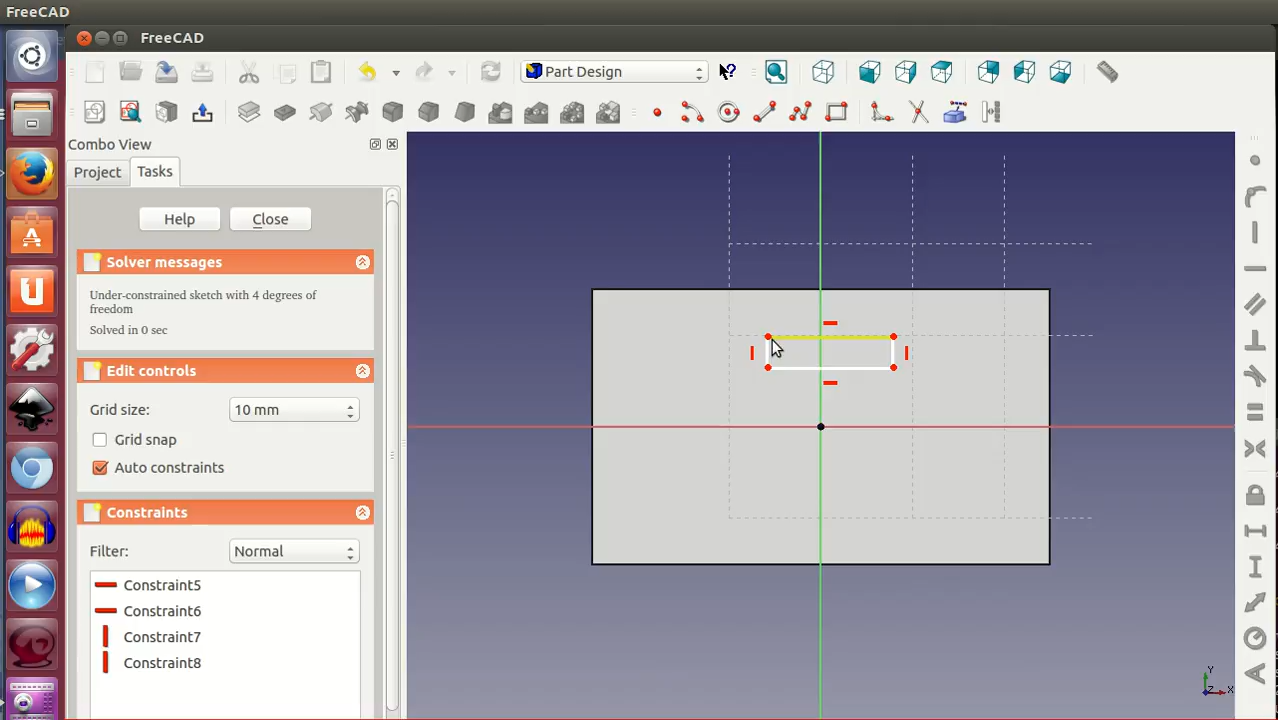 FreeCAD
FreeCAD
Part Design
Combo View
Project
Tasks
Help
Close
Solver messages
Under-constrained sketch with 4 degrees of
freedom
Solved in 0 sec
Edit controls
Grid size:
10 mm
Grid snap
Auto constraints
Constraints
Filter:
Normal
Constraint5
Constraint6
Constraint7
Constraint8
Y
Z
X